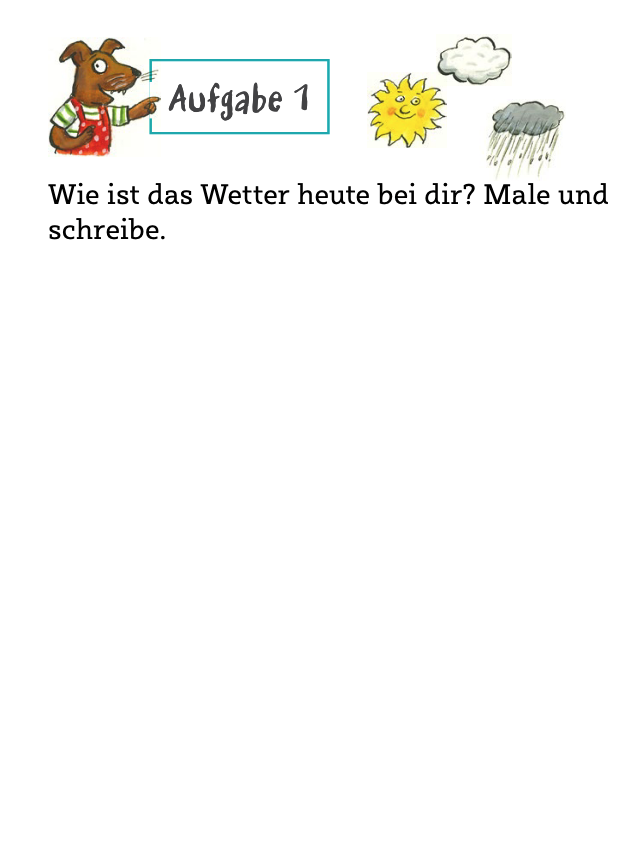 Aufgabe 1
Wie ist das Wetter heute bei dir? Male und
schreibe.